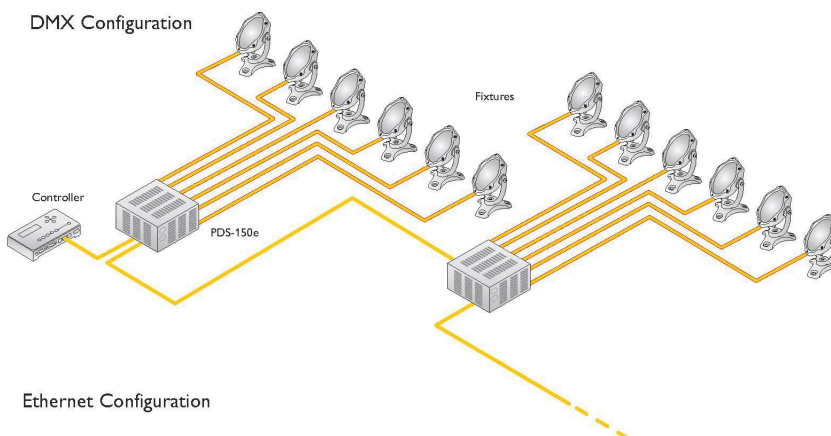 DMX Configuration
Fixtures
Controller
PDS-150e
Ethernet Configuration